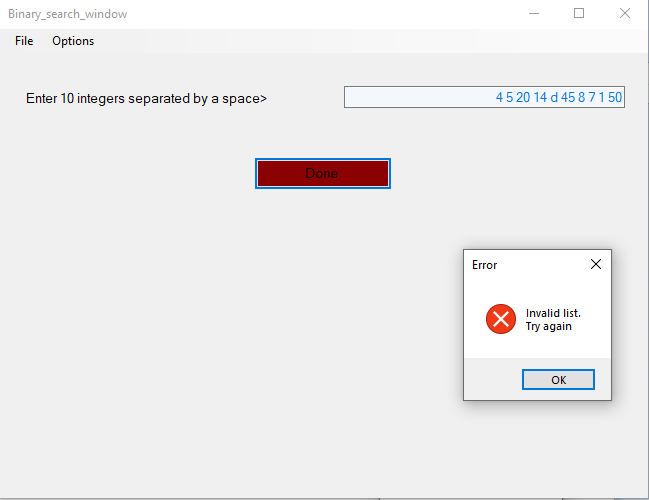 Binary_search_window
File Options
Enter 10 integers separated by a space> 4 5 20 14 d 45 8 7 1 50
Done
Error
Invalid list.
Try again
OK